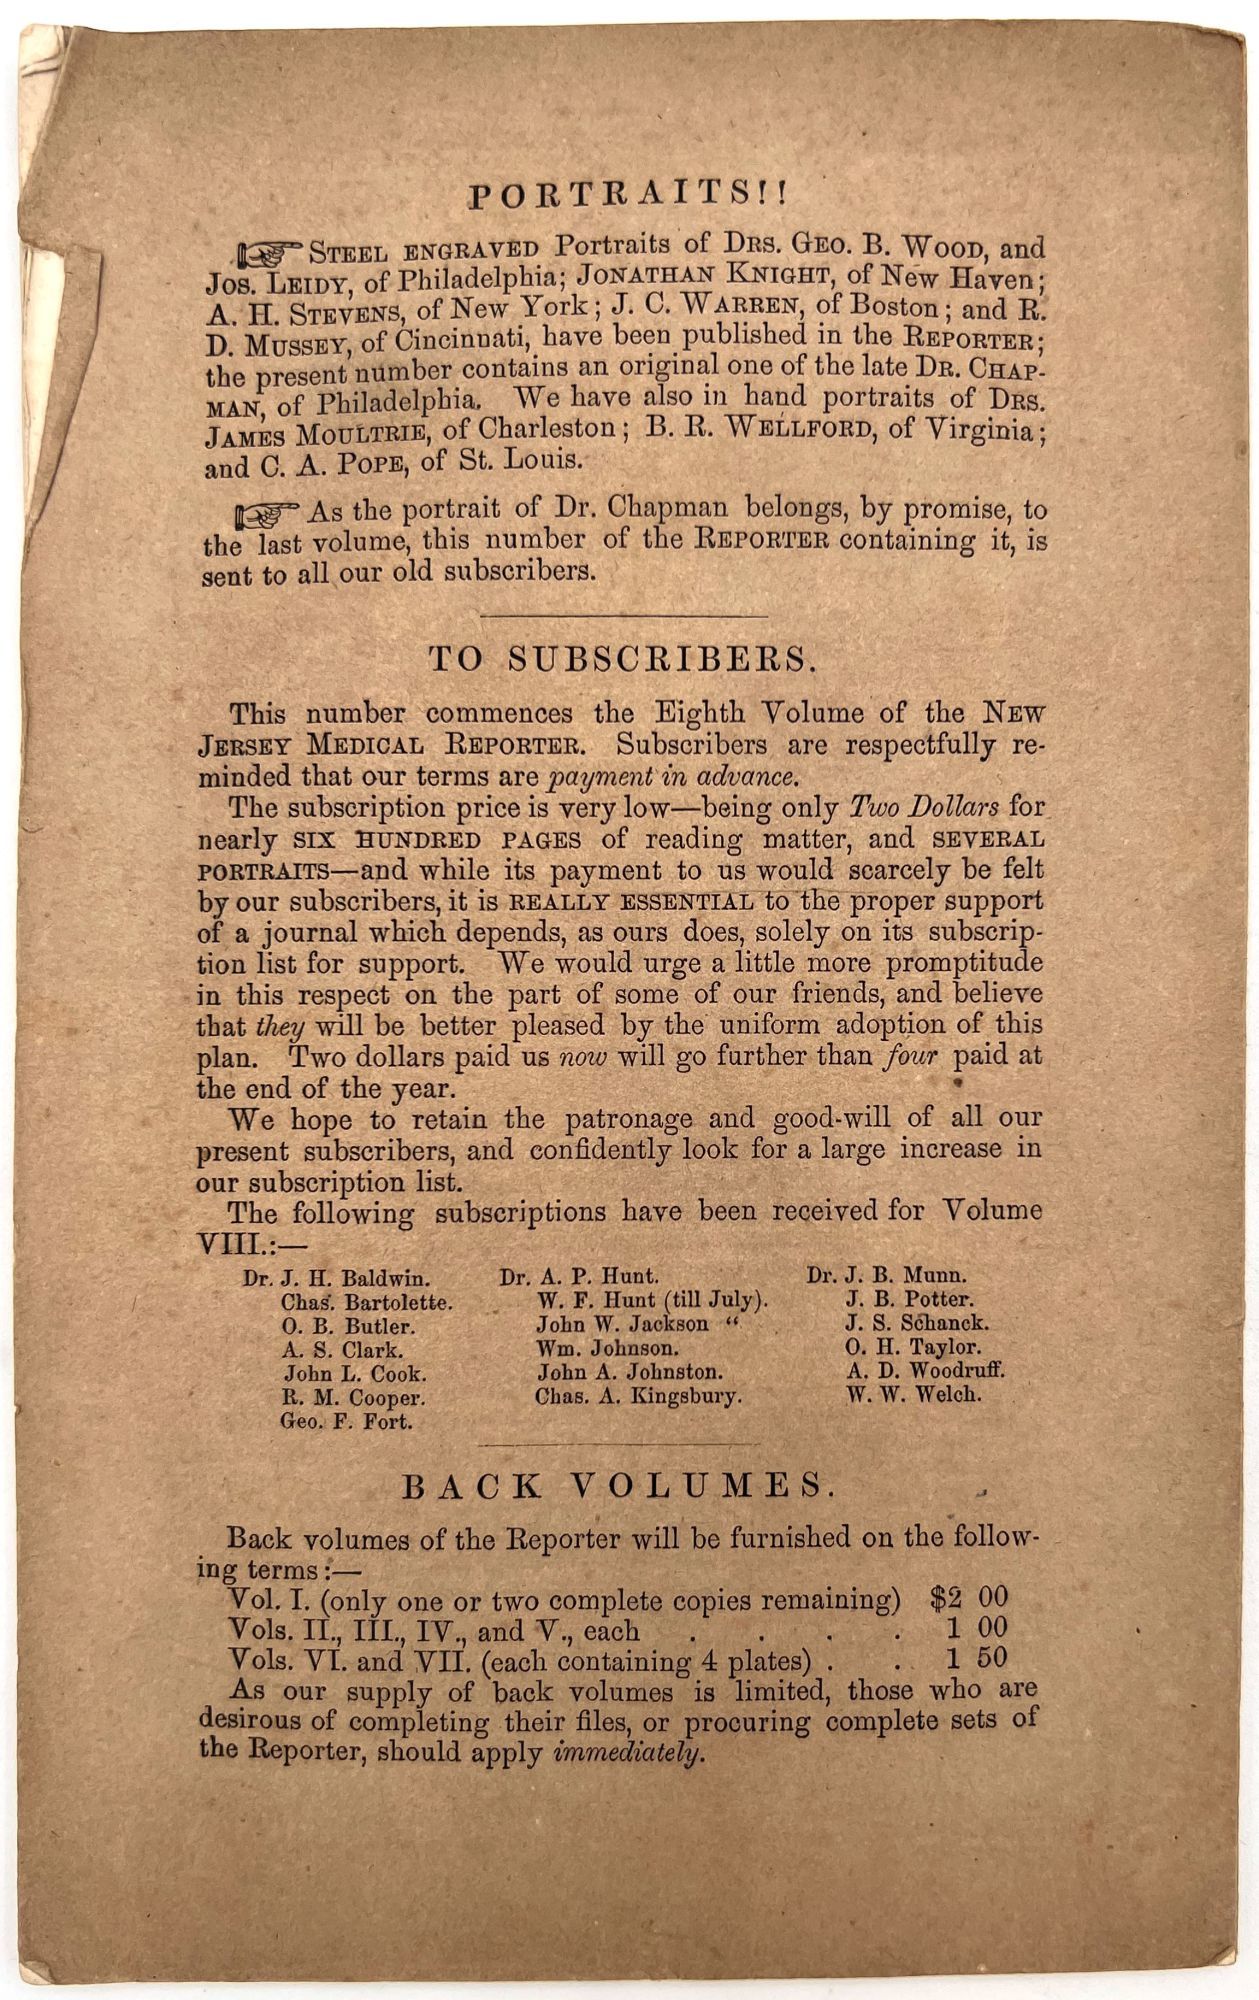 PORTRAITS!!
☞ STEEL ENGRAVED Portraits of DRS. GEO. B. WOOD, and
JOS. LEIDY, of Philadelphia; JONATHAN KNIGHT, of New Haven;
A. H. STEVENS, of New York; J. C. WARREN, of Boston; and R.
D. MUSSEY, of Cincinnati, have been published in the REPORTER;
the present number contains an original one of the late DR. CHAP-
MAN, of Philadelphia. We have also in hand portraits of DRS.
JAMES MOULTRIE, of Charleston; B. R. WELLFORD, of Virginia;
and C. A. POPE, of St. Louis.
☞ As the portrait of Dr. Chapman belongs, by promise, to
the last volume, this number of the REPORTER containing it, is
sent to all our old subscribers.
TO SUBSCRIBERS.
This number commences the Eighth Volume of the NEW
JERSEY MEDICAL REPORTER. Subscribers are respectfully re-
minded that our terms are payment in advance.
The subscription price is very low—being only Two Dollars for
nearly SIX HUNDRED PAGES of reading matter, and SEVERAL
PORTRAITS—and while its payment to us would scarcely be felt
by our subscribers, it is REALLY ESSENTIAL to the proper support
of a journal which depends, as ours does, solely on its subscrip-
tion list for support. We would urge a little more promptitude
in this respect on the part of some of our friends, and believe
that they will be better pleased by the uniform adoption of this
plan. Two dollars paid us now will go further than four paid at
the end of the year.
We hope to retain the patronage and good-will of all our
present subscribers, and confidently look for a large increase in
our subscription list.
The following subscriptions have been received for Volume
VIII.:—
Dr. J. H. Baldwin.
Chas. Bartolette.
O. B. Butler.
A. S. Clark.
John L. Cook.
R. M. Cooper.
Geo. F. Fort.
Dr. A. P. Hunt.
W. F. Hunt (till July).
John W. Jackson “
Wm. Johnson.
John A. Johnston.
Chas. A. Kingsbury.
Dr. J. B. Munn.
J. B. Potter.
J. S. Schanck.
O. H. Taylor.
A. D. Woodruff.
W. W. Welch.
BACK VOLUMES.
Back volumes of the Reporter will be furnished on the follow-
ing terms:—
Vol. I. (only one or two complete copies remaining) $2 00
Vols. II., III., IV., and V., each . . . . 1 00
Vols. VI. and VII. (each containing 4 plates) . . 1 50
As our supply of back volumes is limited, those who are
desirous of completing their files, or procuring complete sets of
the Reporter, should apply immediately.